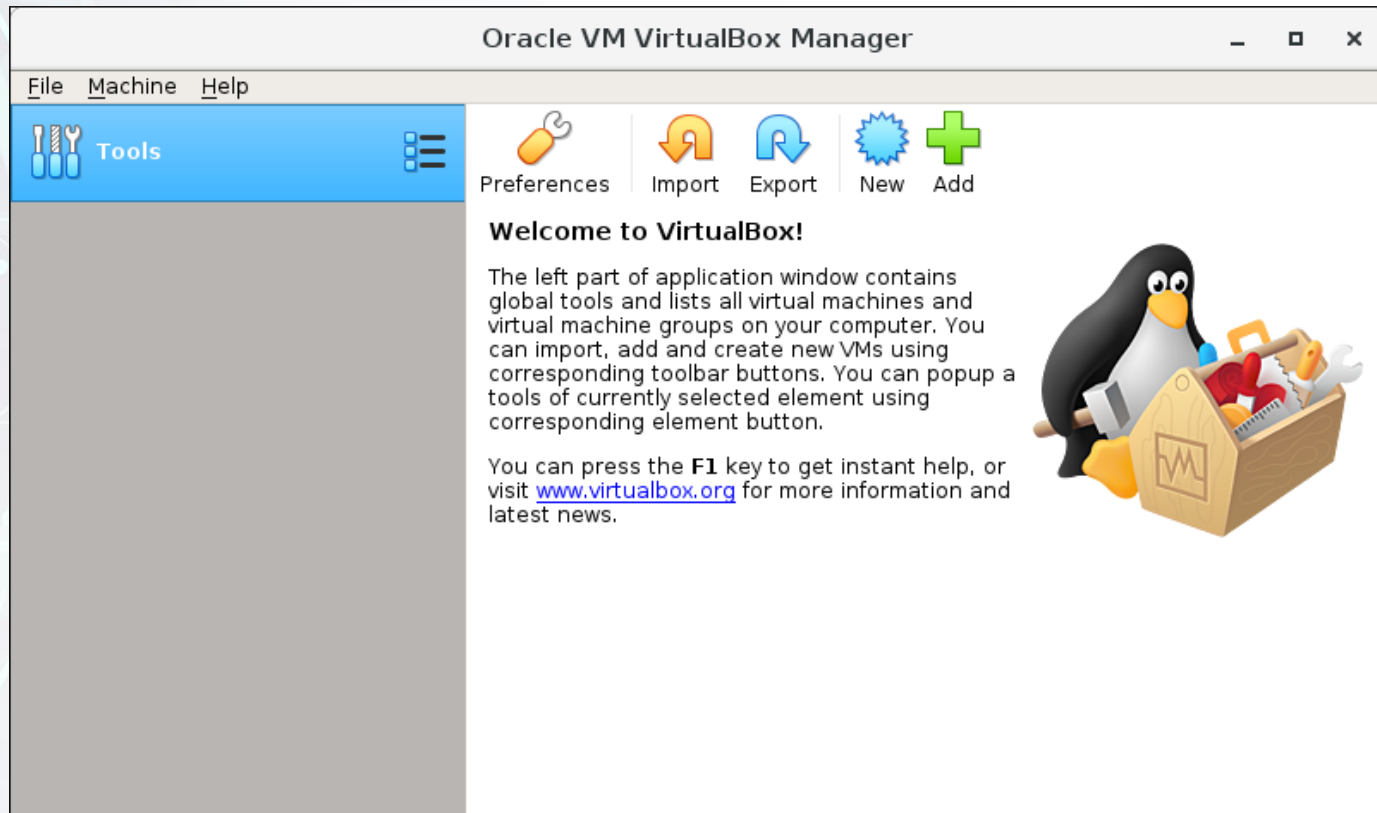 Oracle VM VirtualBox Manager
File Machine Help
Tools
Preferences Import Export New Add
Welcome to VirtualBox!
The left part of application window contains
global tools and lists all virtual machines and
virtual machine groups on your computer. You
can import, add and create new VMs using
corresponding toolbar buttons. You can popup a
tools of currently selected element using
corresponding element button.
You can press the F1 key to get instant help, or
visit www.virtualbox.org for more information and
latest news.